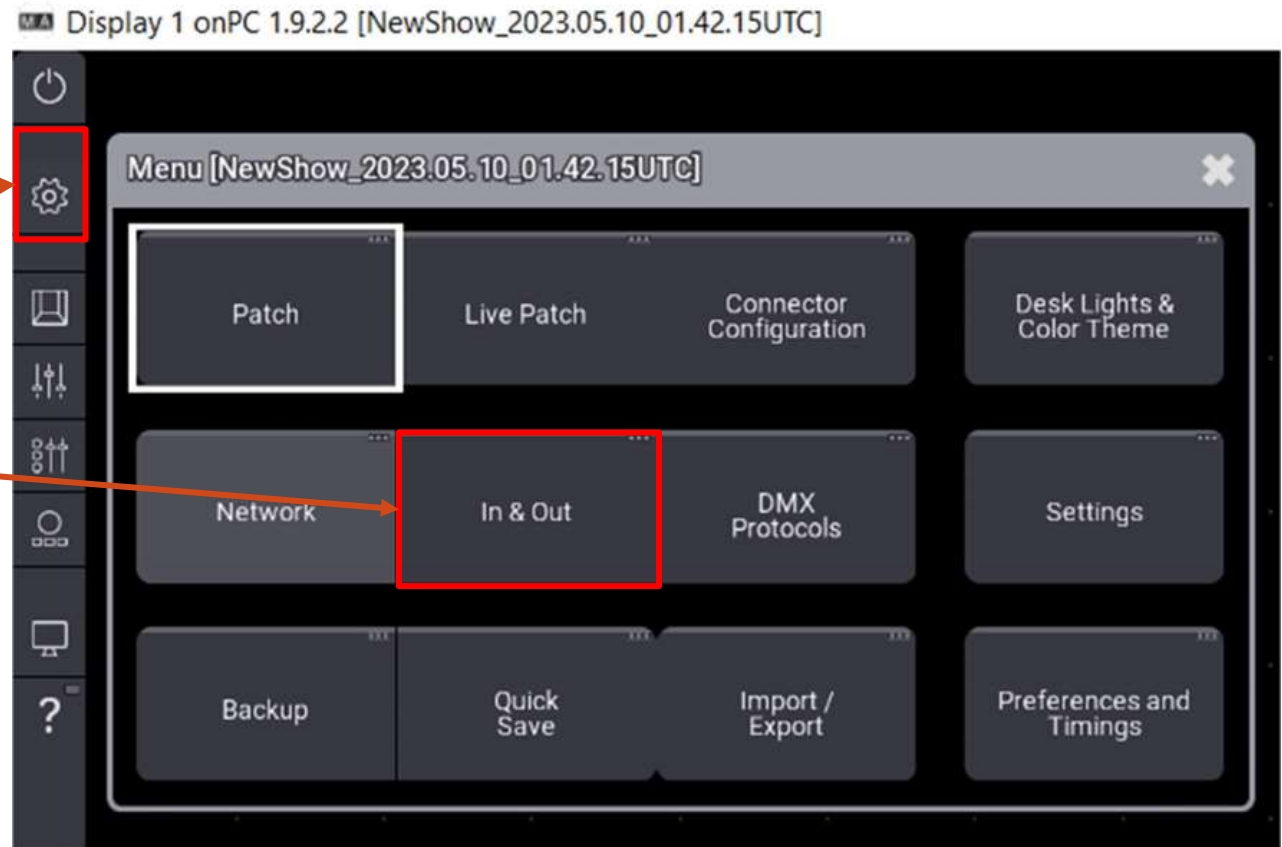 MA Display 1 onPC 1.9.2.2 [NewShow_2023.05.10_01.42.15UTC]
Menu [NewShow_2023.05.10_01.42.15UTC]
Patch
Live Patch
Connector
Configuration
Desk Lights &
Color Theme
Network
In & Out
DMX
Protocols
Settings
Backup
Quick
Save
Import /
Export
Preferences and
Timings
?